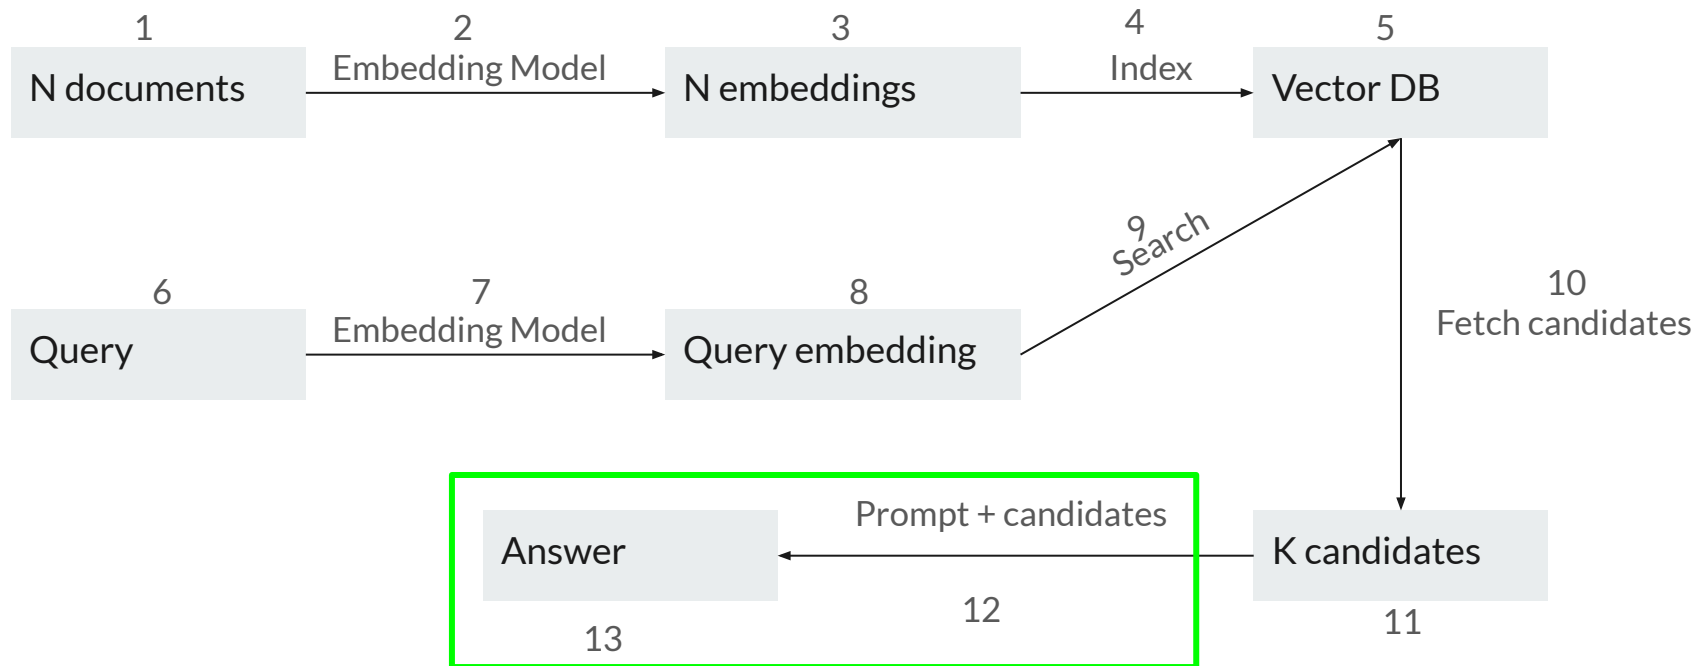 1
2
3
4
5
N documents
Embedding Model
N embeddings
Index
Vector DB
9
Search
6
7
8
10
Query
Embedding Model
Query embedding
Fetch candidates
Prompt + candidates
Answer
K candidates
12
11
13